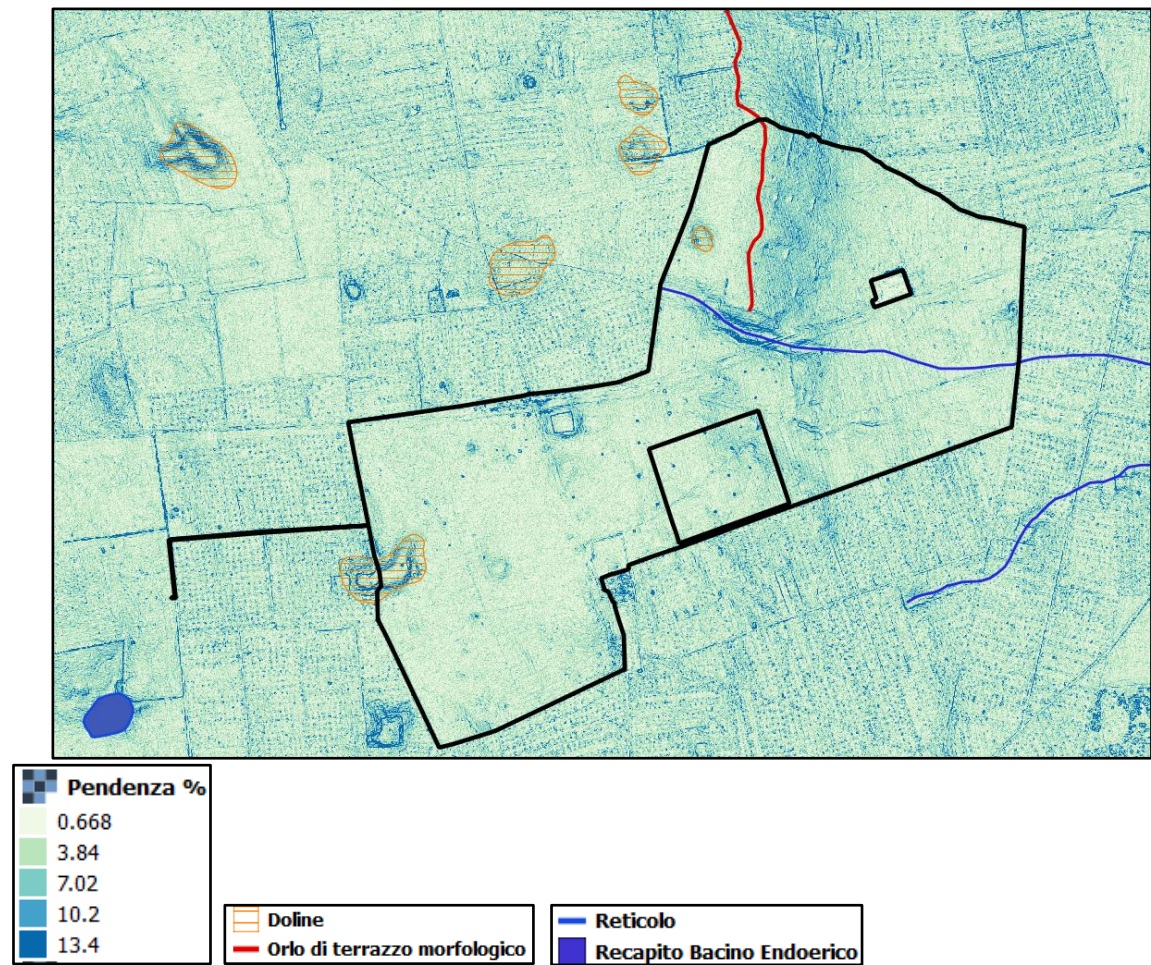 Pendenza %
0.668
3.84
7.02
10.2
13.4
Doline
Orlo di terrazzo morfologico
Reticolo
Recapito Bacino Endoerico